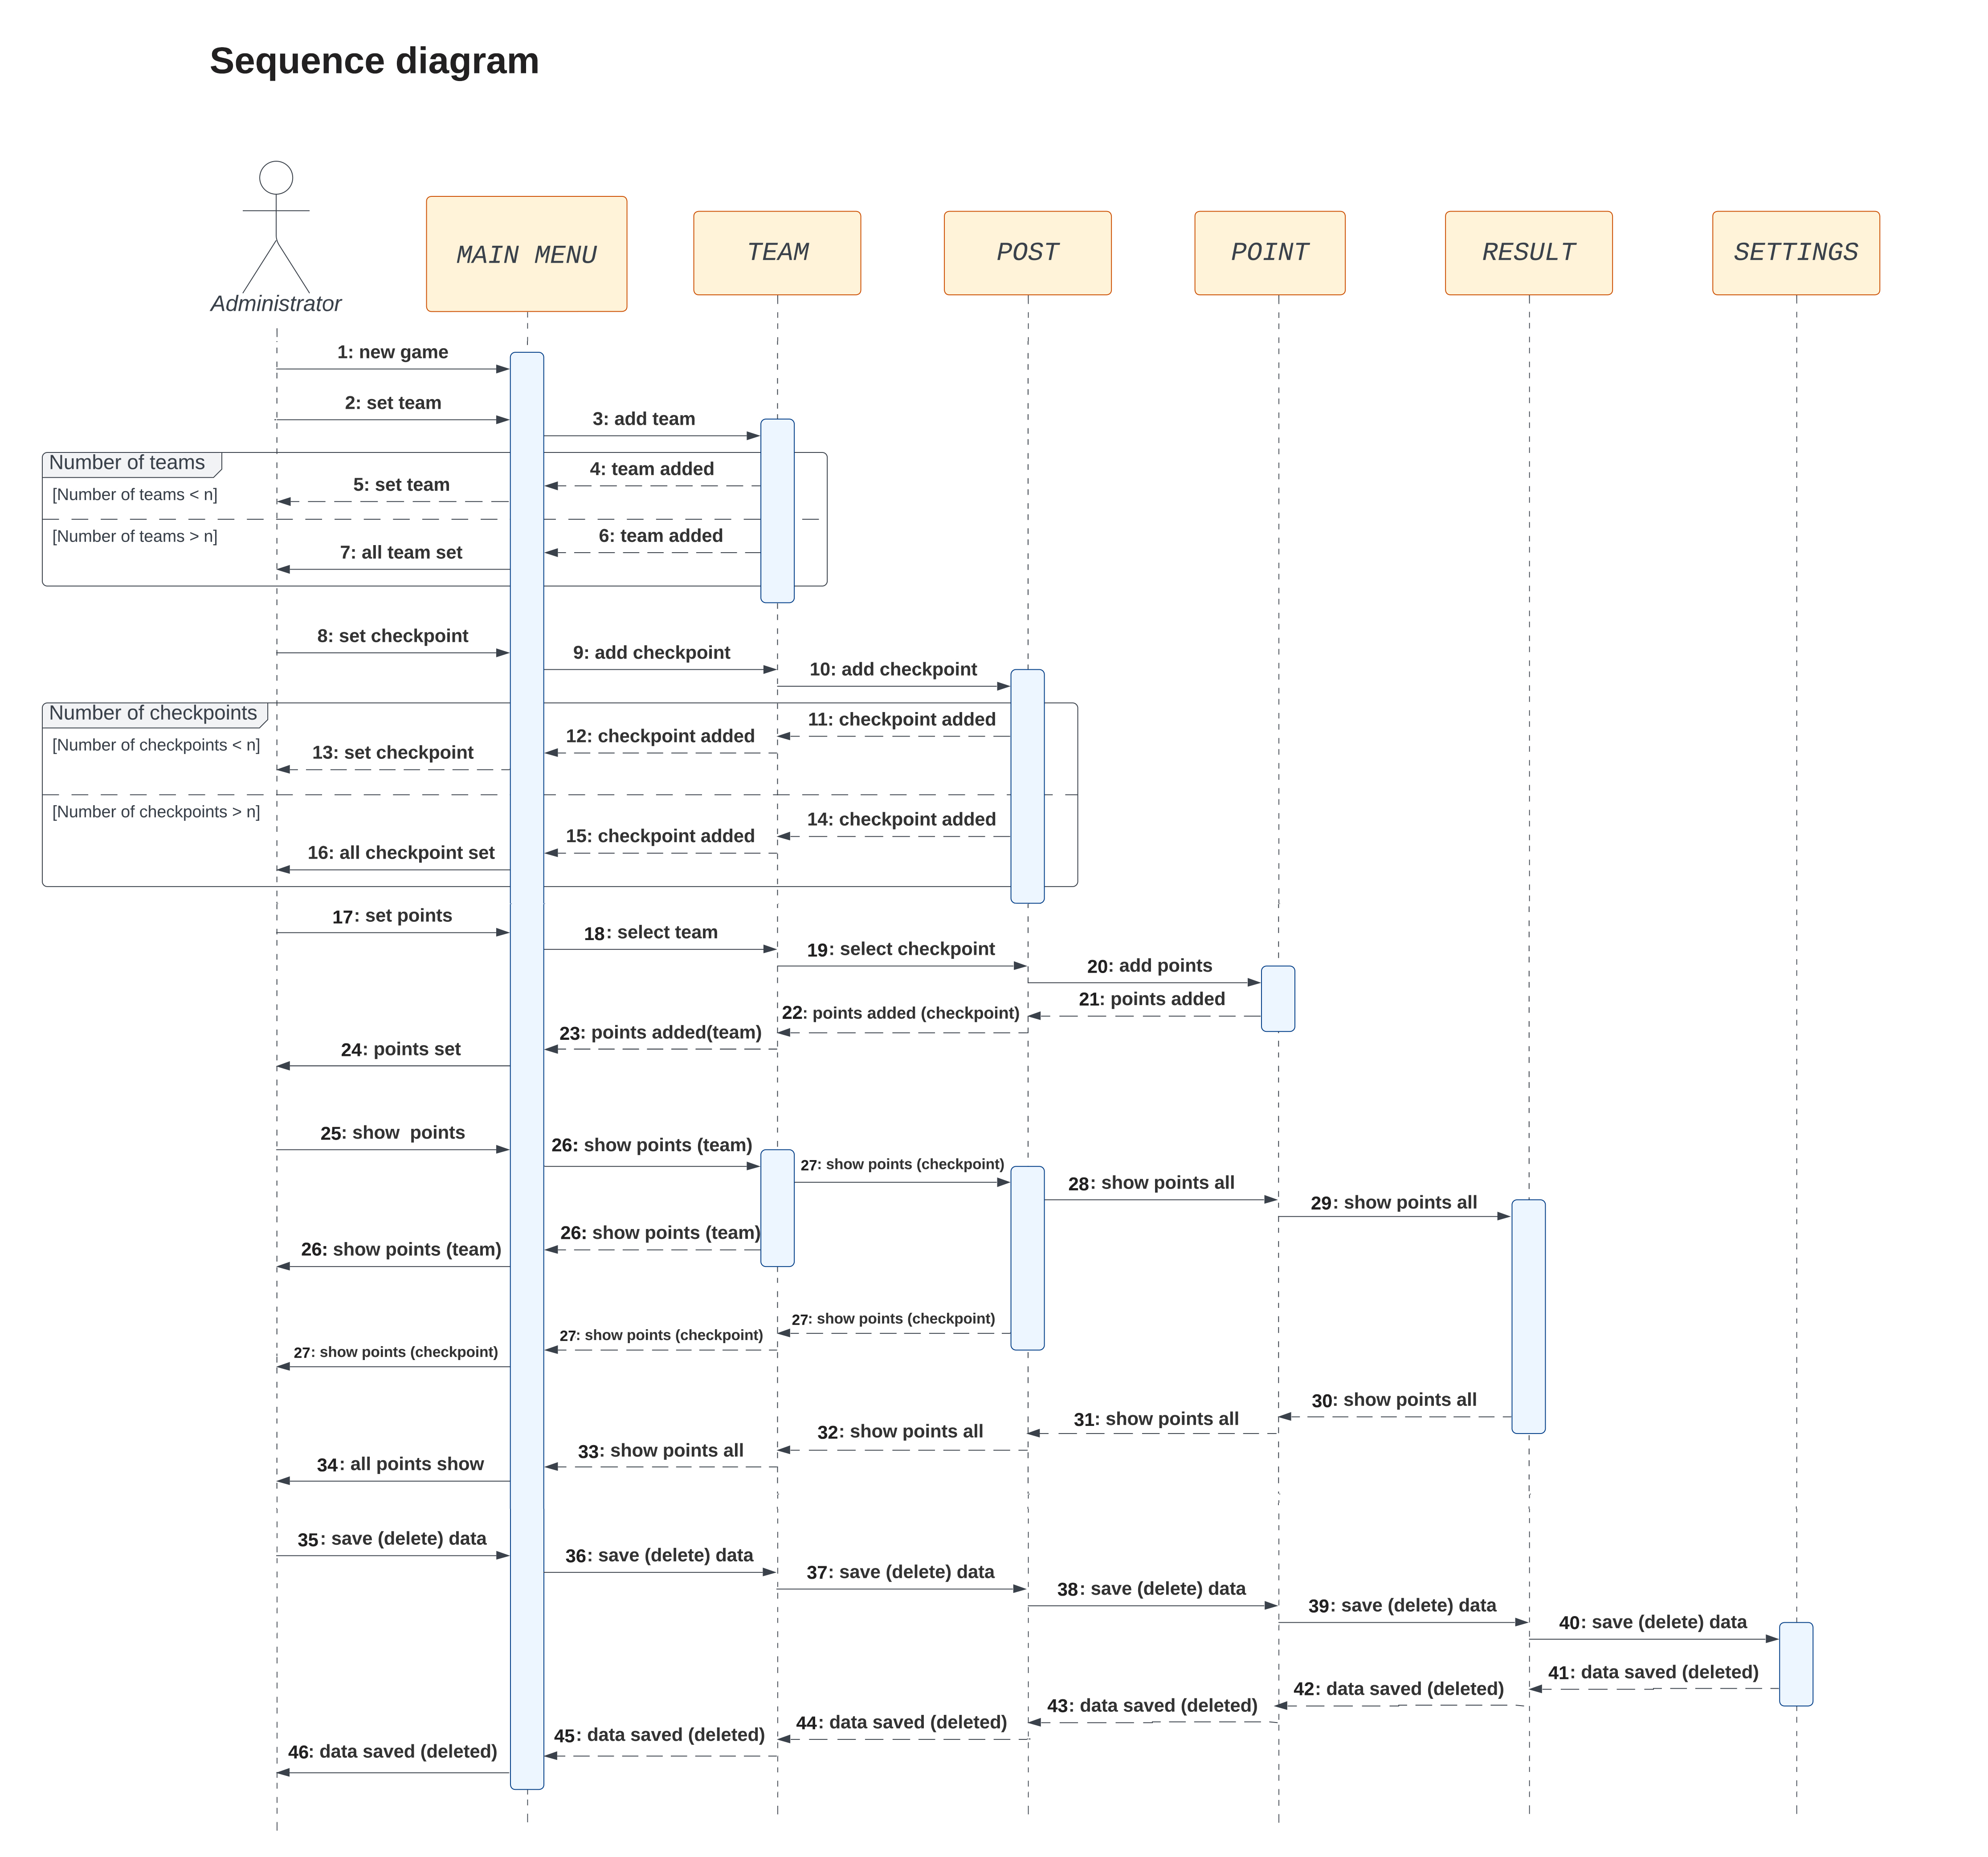 Sequence diagram
Administrator
MAIN MENU
TEAM
POST
POINT
RESULT
SETTINGS
1: new game
2: set team
3: add team
Number of teams
4: team added
[Number of teams < n]
5: set team
[Number of teams > n]
6: team added
7: all team set
8: set checkpoint
9: add checkpoint
10: add checkpoint
Number of checkpoints
11: checkpoint added
12: checkpoint added
[Number of checkpoints < n]
13: set checkpoint
[Number of checkpoints > n]
14: checkpoint added
15: checkpoint added
16: all checkpoint set
17: set points
18: select team
19: select checkpoint
20: add points
21: points added
22: points added (checkpoint)
23: points added(team)
24: points set
25: show  points
26: show points (team)
27: show points (checkpoint)
28: show points all
29: show points all
26: show points (team)
26: show points (team)
27: show points (checkpoint)
27: show points (checkpoint)
27: show points (checkpoint)
30: show points all
31: show points all
32: show points all
33: show points all
34: all points show
35: save (delete) data
36: save (delete) data
37: save (delete) data
38: save (delete) data
39: save (delete) data
40: save (delete) data
41: data saved (deleted)
42: data saved (deleted)
43: data saved (deleted)
44: data saved (deleted)
45: data saved (deleted)
46: data saved (deleted)